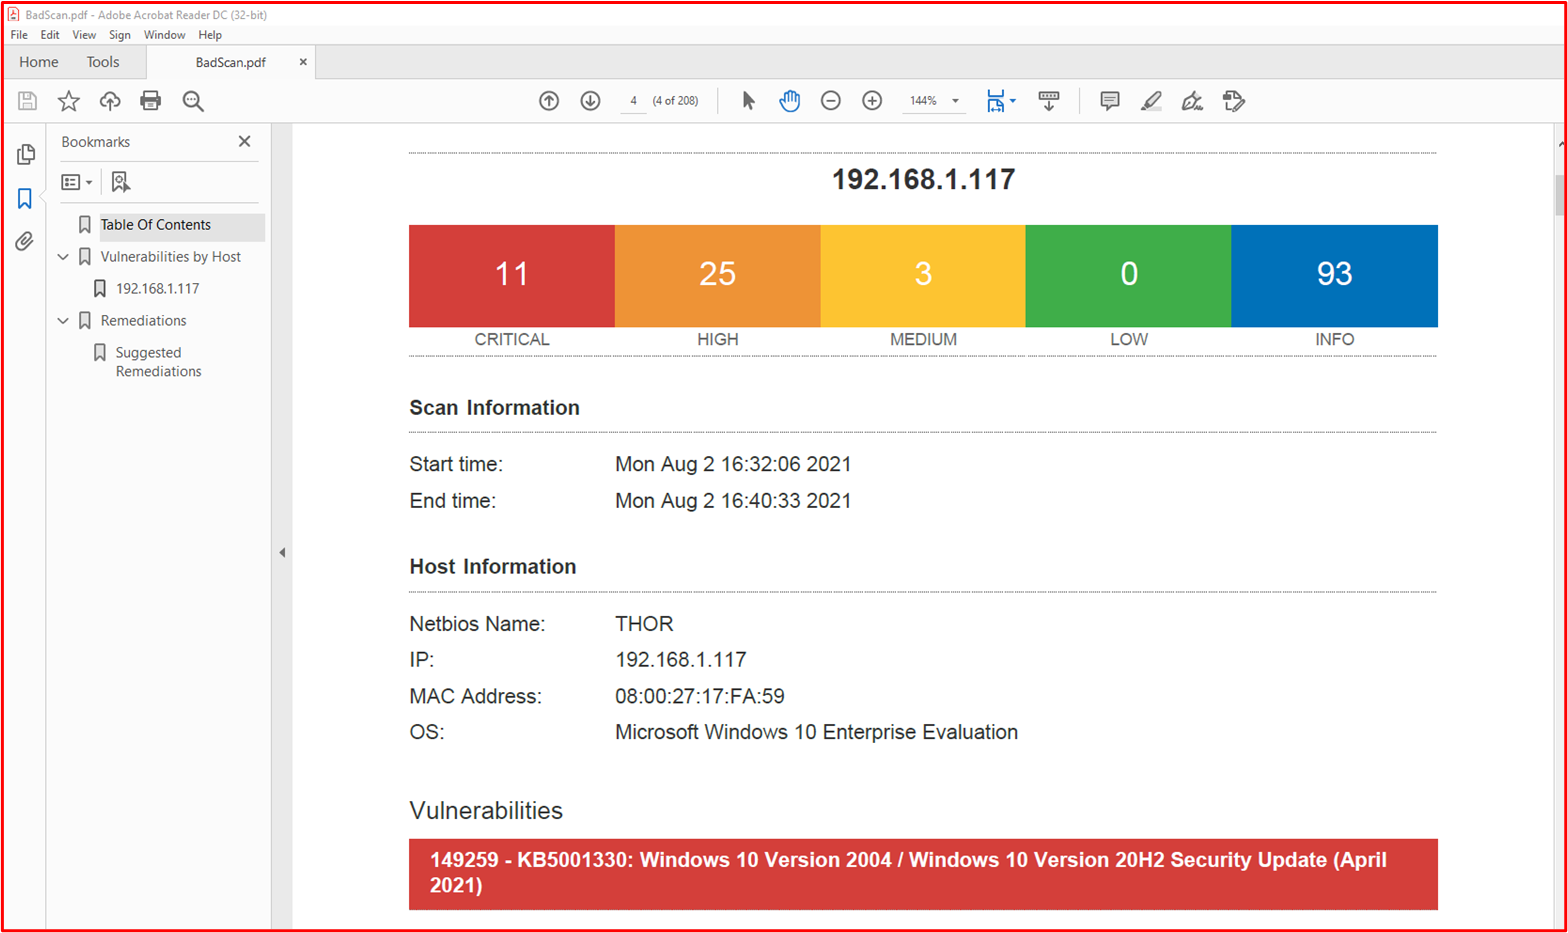 BadScan.pdf - Adobe Acrobat Reader DC (32-bit)
File Edit View Sign Window Help
Home Tools BadScan.pdf ×
4 (4 of 208) 144%
Bookmarks
Table Of Contents
Vulnerabilities by Host
192.168.1.117
Remediations
Suggested
Remediations
192.168.1.117
11 25 3 0 93
CRITICAL HIGH MEDIUM LOW INFO
Scan Information
Start time: Mon Aug 2 16:32:06 2021
End time: Mon Aug 2 16:40:33 2021
Host Information
Netbios Name: THOR
IP: 192.168.1.117
MAC Address: 08:00:27:17:FA:59
OS: Microsoft Windows 10 Enterprise Evaluation
Vulnerabilities
149259 - KB5001330: Windows 10 Version 2004 / Windows 10 Version 20H2 Security Update (April
2021)